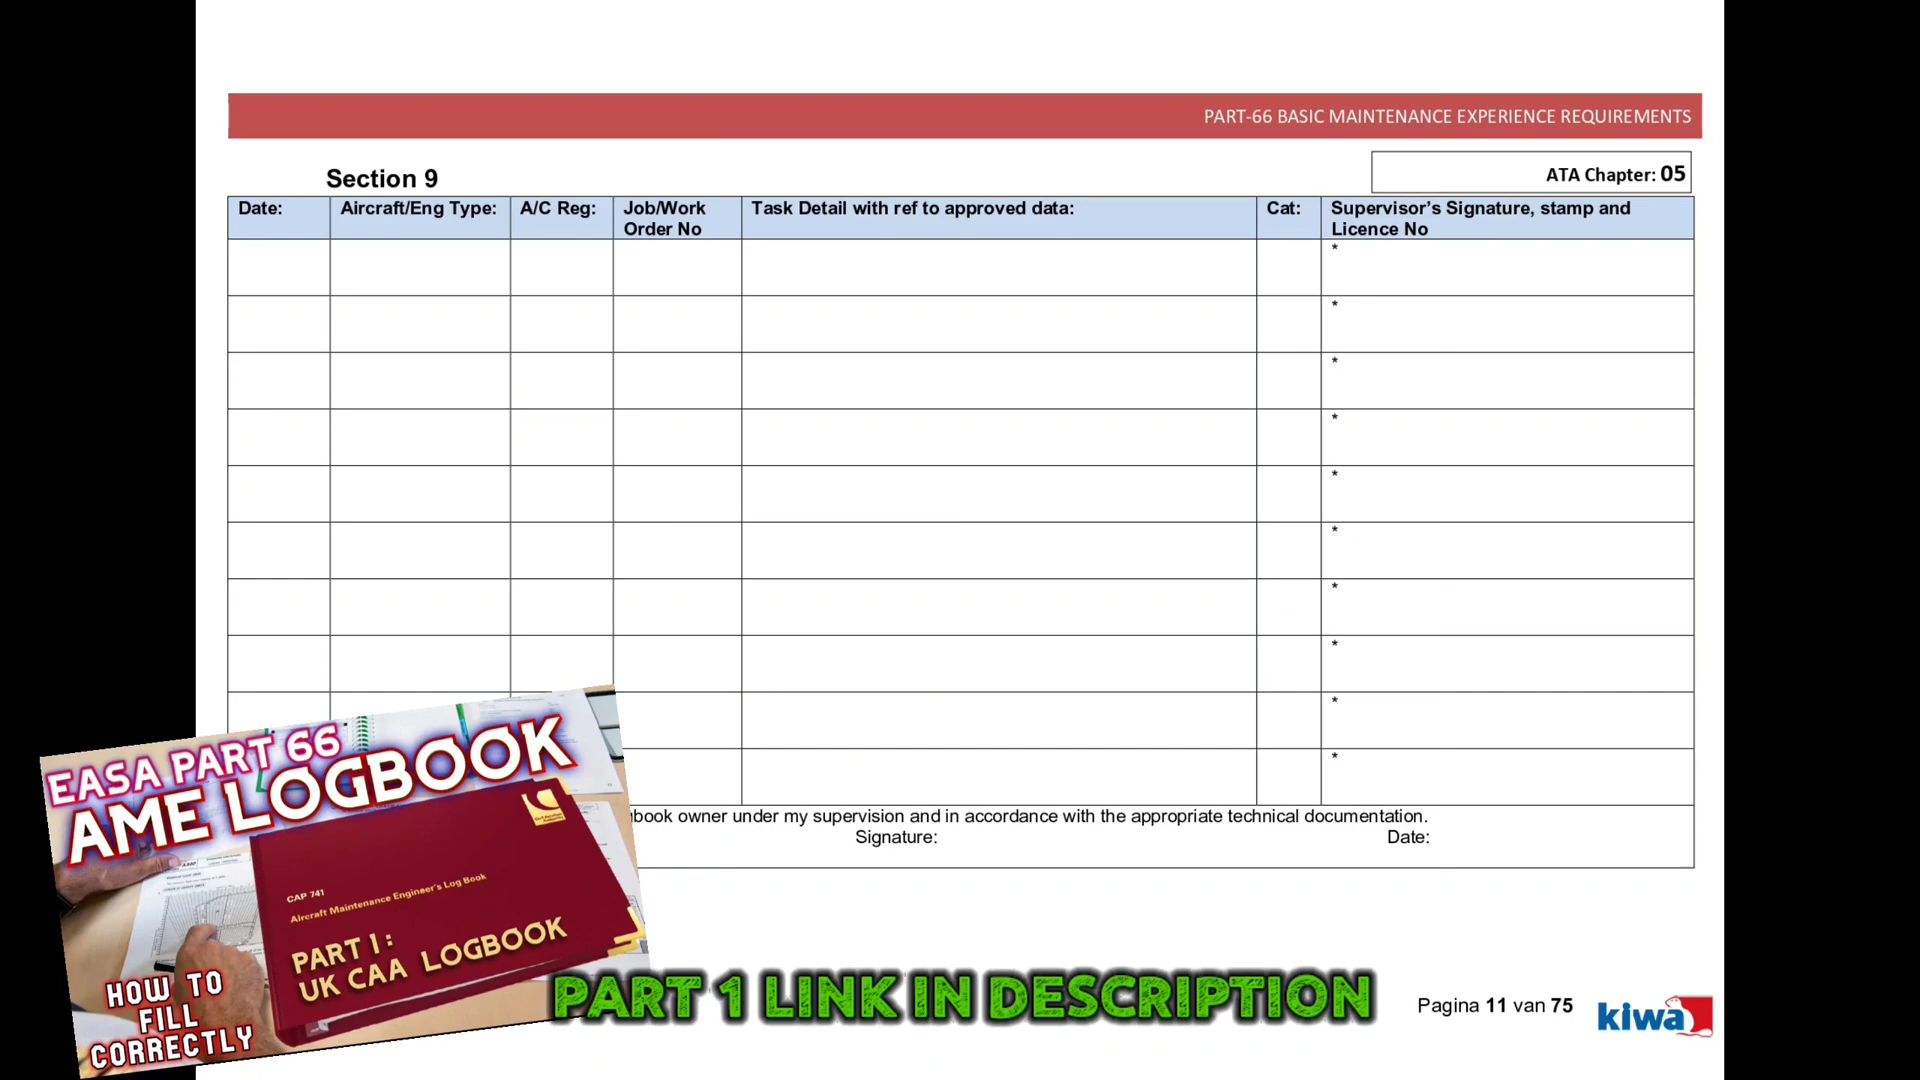 PART-66 BASIC MAINTENANCE EXPERIENCE REQUIREMENTS
Section 9
ATA Chapter: 05
Date:
Aircraft/Eng Type:
A/C Reg:
Job/Work
Order No
Task Detail with ref to approved data:
Cat:
Supervisor's Signature, stamp and
Licence No
*
*
*
*
*
*
*
*
*
*
book owner under my supervision and in accordance with the appropriate technical documentation.
Signature:
Date:
EASA PART 66
AME LOGBOOK
CAP 741
Aircraft Maintenance Engineer's Log Book
PART 1:
UK CAA LOGBOOK
HOW TO
FILL
CORRECTLY
PART 1 LINK IN DESCRIPTION
Pagina 11 van 75
kiwa